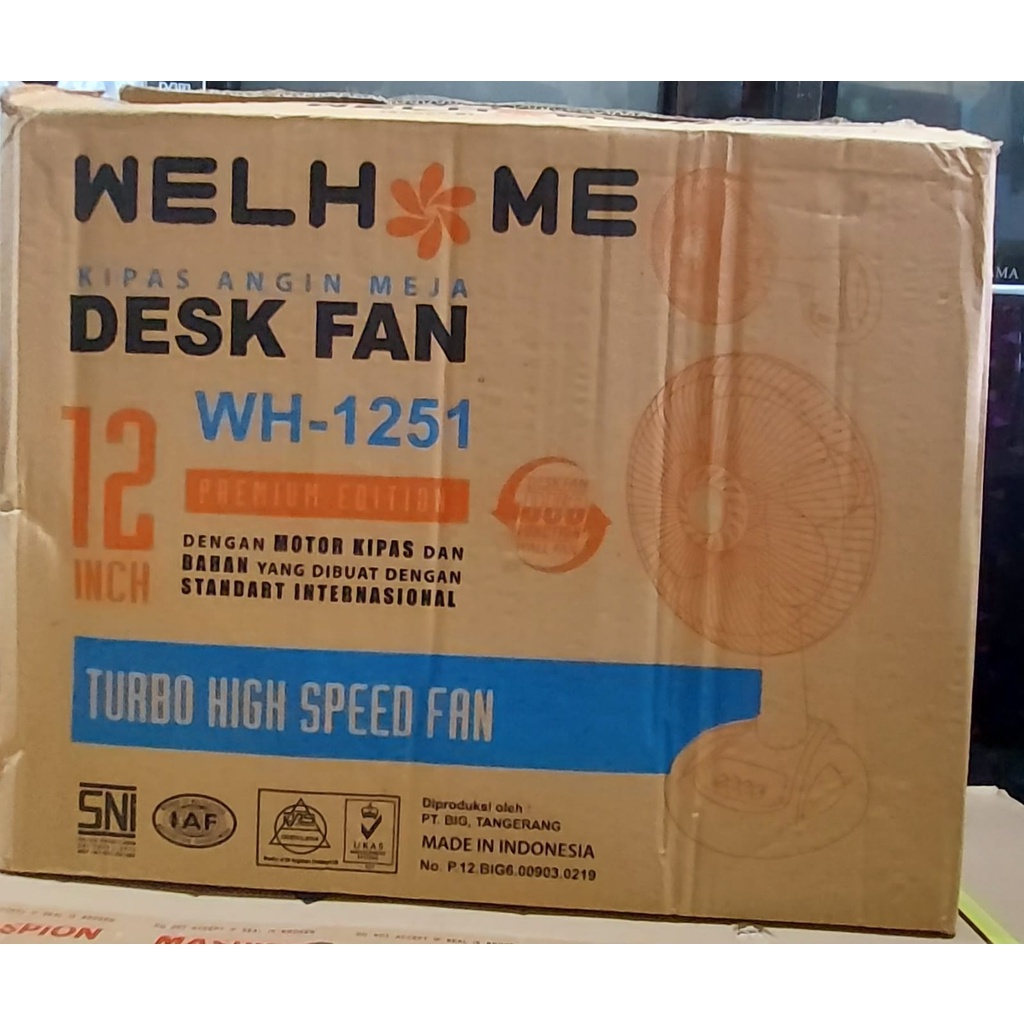 WELHOME
KIPAS ANGIN MEJA
DESK FAN
WH-1251
12
INCH
PREMIUM EDITION
DENGAN MOTOR KIPAS DAN
BAHAN YANG DIBUAT DENGAN
STANDART INTERNASIONAL
TURBO HIGH SPEED FAN
SNI
IAF
UKAS
Diproduksi oleh :
PT. BIG, TANGERANG
MADE IN INDONESIA
No. P.12.BIG6.00903.0219
SPION